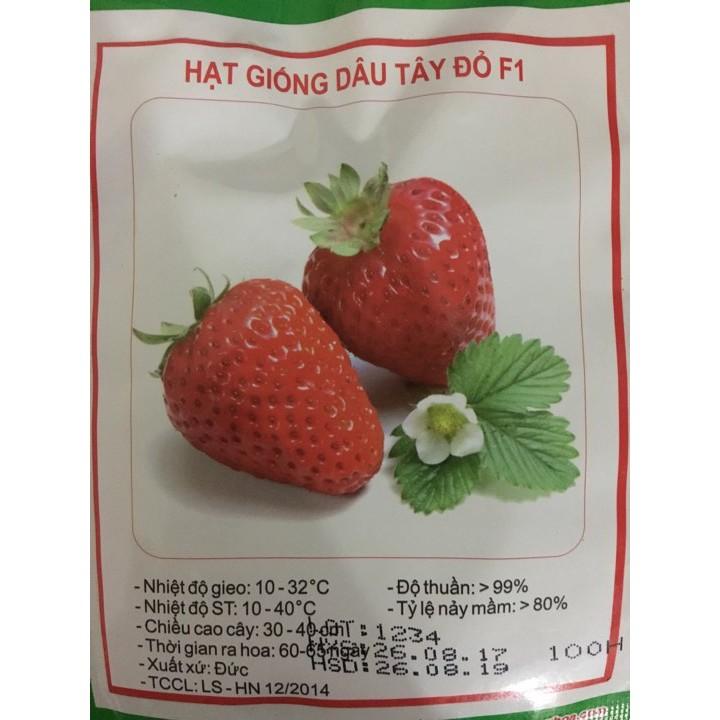 HẠT GIỐNG DÂU TÂY ĐỎ F1
- Nhiệt độ gieo: 10 - 32°C
- Nhiệt độ ST: 10 - 40°C
- Chiều cao cây: 30 - 40cm
- Thời gian ra hoa: 60-65 ngày
- Xuất xứ: Đức
- TCCL: LS - HN 12/2014
- Độ thuần: > 99%
- Tỷ lệ nảy mầm: > 80%
LOT: 1234
26.08.17 100H
HSD: 26.08.19